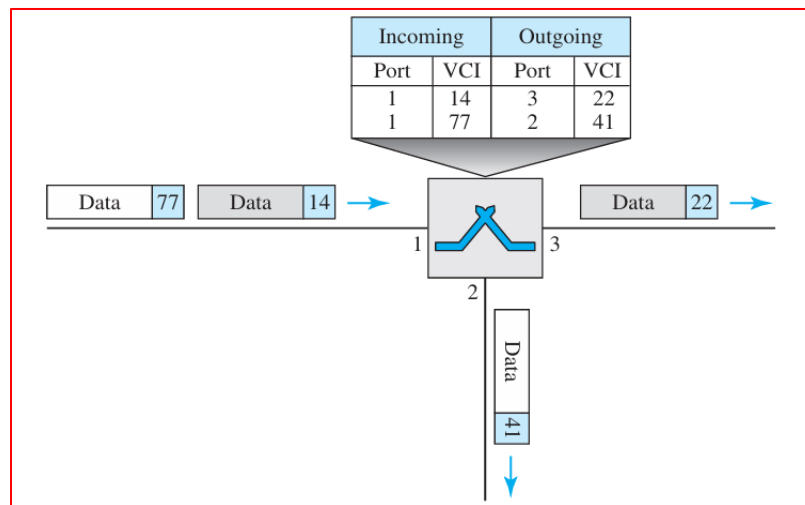 Incoming Outgoing
Port VCI Port VCI
1 14 3 22
1 77 2 41
Data 77 Data 14 Data 22
1 3
2
Data 41